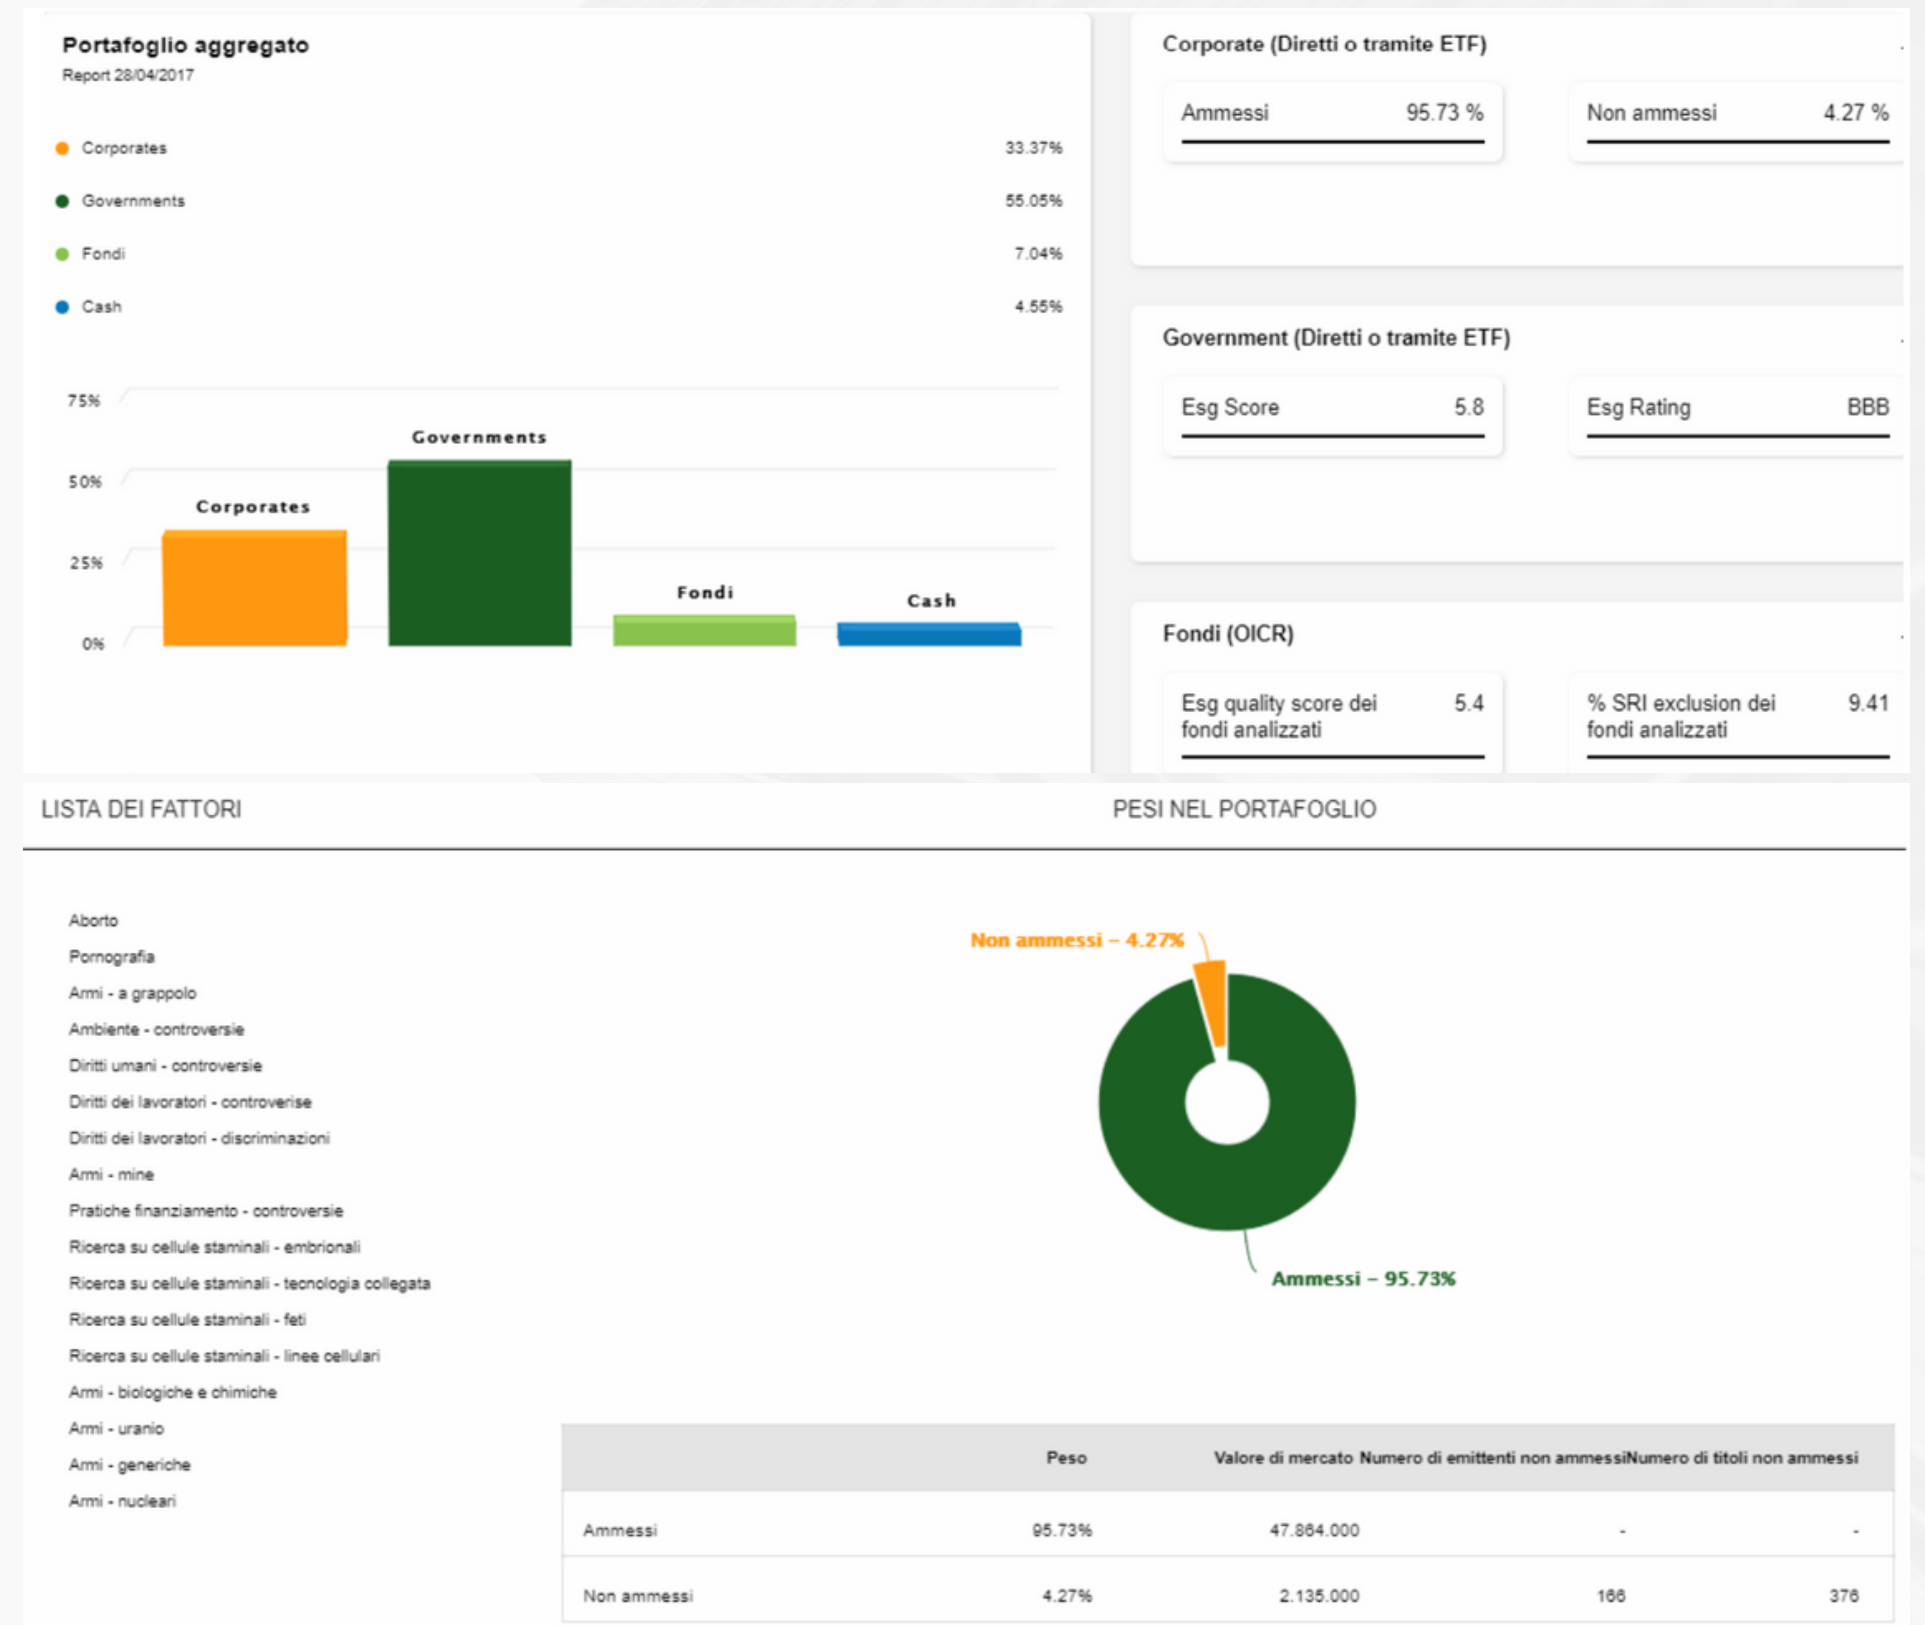 Portafoglio aggregato
Report 28/04/2017
Corporates 33.37%
Governments 55.05%
Fondi 7.04%
Cash 4.55%
75%
50%
25%
0%
Corporates
Governments
Fondi
Cash
Corporate (Diretti o tramite ETF)
Ammessi 95.73 %
Non ammessi 4.27 %
Government (Diretti o tramite ETF)
Esg Score 5.8
Esg Rating BBB
Fondi (OICR)
Esg quality score dei 5.4
fondi analizzati
% SRI exclusion dei 9.41
fondi analizzati
LISTA DEI FATTORI
Aborto
Pornografia
Armi - a grappolo
Ambiente - controversie
Diritti umani - controversie
Diritti dei lavoratori - controverise
Diritti dei lavoratori - discriminazioni
Armi - mine
Pratiche finanziamento - controversie
Ricerca su cellule staminali - embrionali
Ricerca su cellule staminali - tecnologia collegata
Ricerca su cellule staminali - feti
Ricerca su cellule staminali - linee cellulari
Armi - biologiche e chimiche
Armi - uranio
Armi - generiche
Armi - nucleari
PESI NEL PORTAFOGLIO
Non ammessi – 4.27%
Ammessi – 95.73%
Peso Valore di mercato Numero di emittenti non ammessi Numero di titoli non ammessi
Ammessi 95.73% 47.864.000 - -
Non ammessi 4.27% 2.135.000 166 376